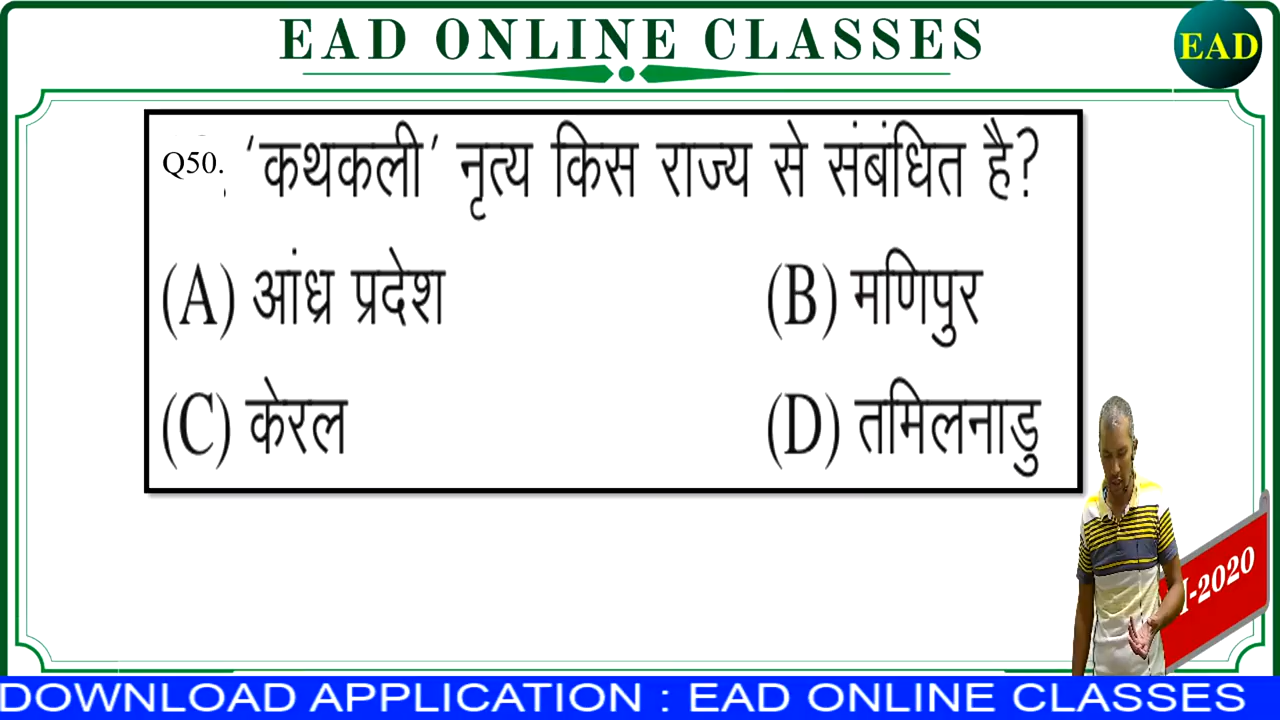 EAD ONLINE CLASSES
EAD
Q50. ‘कथकली’ नृत्य किस राज्य से संबंधित है?
(A) आंध्र प्रदेश (B) मणिपुर
(C) केरल (D) तमिलनाडु
-2020
DOWNLOAD APPLICATION : EAD ONLINE CLASSES